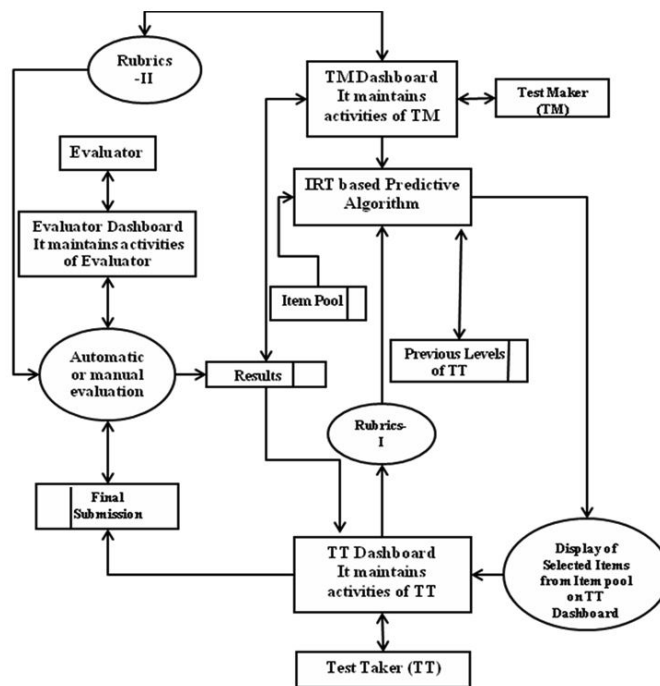 Rubrics
-II
TM Dashboard
It maintains
activities of TM
Test Maker
(TM)
Evaluator
IRT based Predictive
Algorithm
Evaluator Dashboard
It maintains activities
of Evaluator
Item Pool
Automatic
or manual
evaluation
Results
Previous Levels
of TT
Rubrics-
I
Final
Submission
TT Dashboard
It maintains
activities of TT
Display of
Selected Items
from Item pool
on TT
Dashboard
Test Taker (TT)